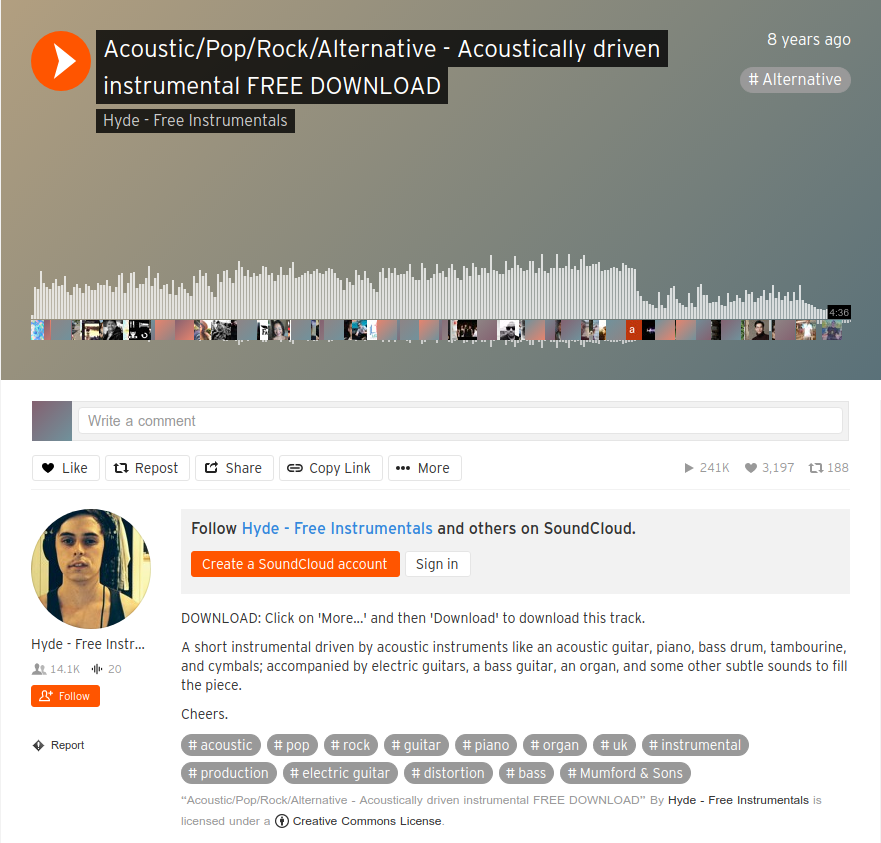 Acoustic/Pop/Rock/Alternative - Acoustically driven
instrumental FREE DOWNLOAD
Hyde - Free Instrumentals
8 years ago
# Alternative
4:36
a
Write a comment
Like
Repost
Share
Copy Link
More
241K
3,197
188
Follow Hyde - Free Instrumentals and others on SoundCloud.
Create a SoundCloud account
Sign in
Hyde - Free Instr...
14.1K
20
Follow
Report
DOWNLOAD: Click on 'More...' and then 'Download' to download this track.
A short instrumental driven by acoustic instruments like an acoustic guitar, piano, bass drum, tambourine,
and cymbals; accompanied by electric guitars, a bass guitar, an organ, and some other subtle sounds to fill
the piece.
Cheers.
# acoustic # pop # rock # guitar # piano # organ # uk # instrumental
# production # electric guitar # distortion # bass # Mumford & Sons
“Acoustic/Pop/Rock/Alternative - Acoustically driven instrumental FREE DOWNLOAD” By Hyde - Free Instrumentals is
licensed under a Creative Commons License.